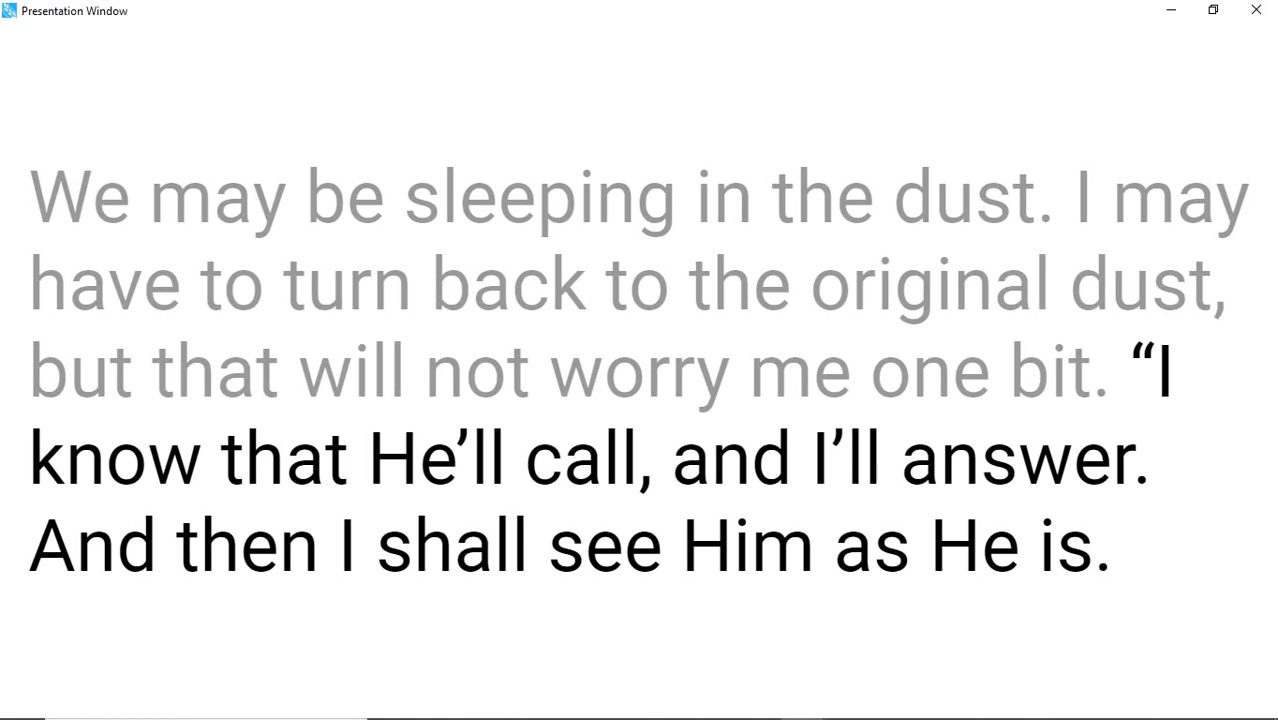 Presentation Window
We may be sleeping in the dust. I may
have to turn back to the original dust,
but that will not worry me one bit. “I
know that He’ll call, and I’ll answer.
And then I shall see Him as He is.